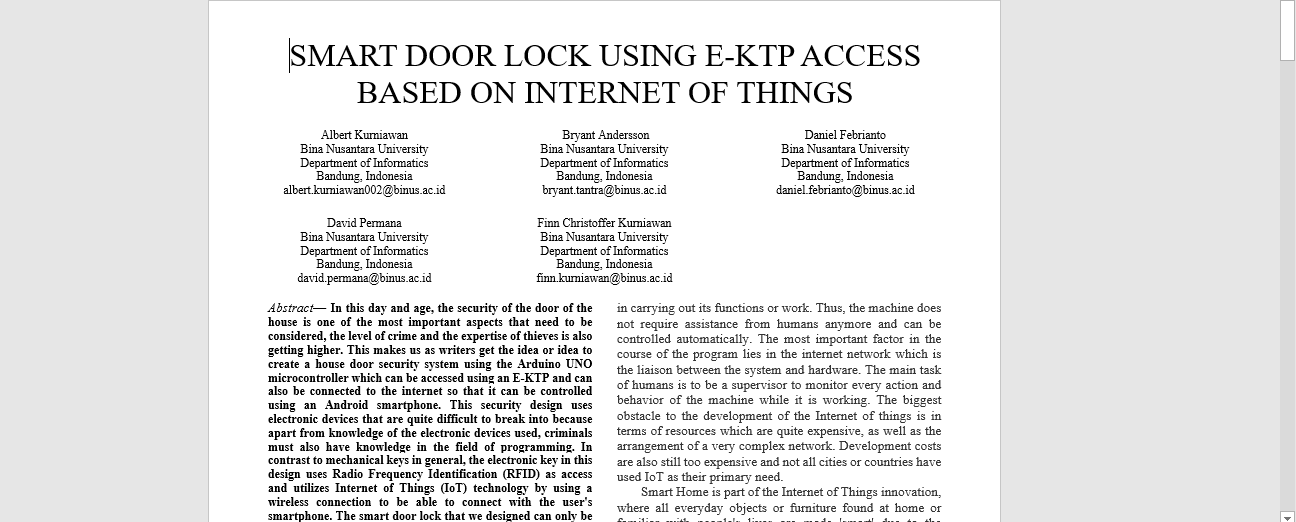 SMART DOOR LOCK USING E-KTP ACCESS
BASED ON INTERNET OF THINGS
Albert Kurniawan
Bina Nusantara University
Department of Informatics
Bandung, Indonesia
albert.kurniawan002@binus.ac.id
Bryant Andersson
Bina Nusantara University
Department of Informatics
Bandung, Indonesia
bryant.tantra@binus.ac.id
Daniel Febrianto
Bina Nusantara University
Department of Informatics
Bandung, Indonesia
daniel.febrianto@binus.ac.id
David Permana
Bina Nusantara University
Department of Informatics
Bandung, Indonesia
david.permana@binus.ac.id
Finn Christoffer Kurniawan
Bina Nusantara University
Department of Informatics
Bandung, Indonesia
finn.kurniawan@binus.ac.id
Abstract— In this day and age, the security of the door of the
house is one of the most important aspects that need to be
considered, the level of crime and the expertise of thieves is also
getting higher. This makes us as writers get the idea or idea to
create a house door security system using the Arduino UNO
microcontroller which can be accessed using an E-KTP and can
also be connected to the internet so that it can be controlled
using an Android smartphone. This security design uses
electronic devices that are quite difficult to break into because
apart from knowledge of the electronic devices used, criminals
must also have knowledge in the field of programming. In
contrast to mechanical keys in general, the electronic key in this
design uses Radio Frequency Identification (RFID) as access
and utilizes Internet of Things (IoT) technology by using a
wireless connection to be able to connect with the user's
smartphone. The smart door lock that we designed can only be
in carrying out its functions or work. Thus, the machine does
not require assistance from humans anymore and can be
controlled automatically. The most important factor in the
course of the program lies in the internet network which is
the liaison between the system and hardware. The main task
of humans is to be a supervisor to monitor every action and
behavior of the machine while it is working. The biggest
obstacle to the development of the Internet of things is in
terms of resources which are quite expensive, as well as the
arrangement of a very complex network. Development costs
are also still too expensive and not all cities or countries have
used IoT as their primary need.
Smart Home is part of the Internet of Things innovation,
where all everyday objects or furniture found at home or
families with people's lives are made 'smart' due to the